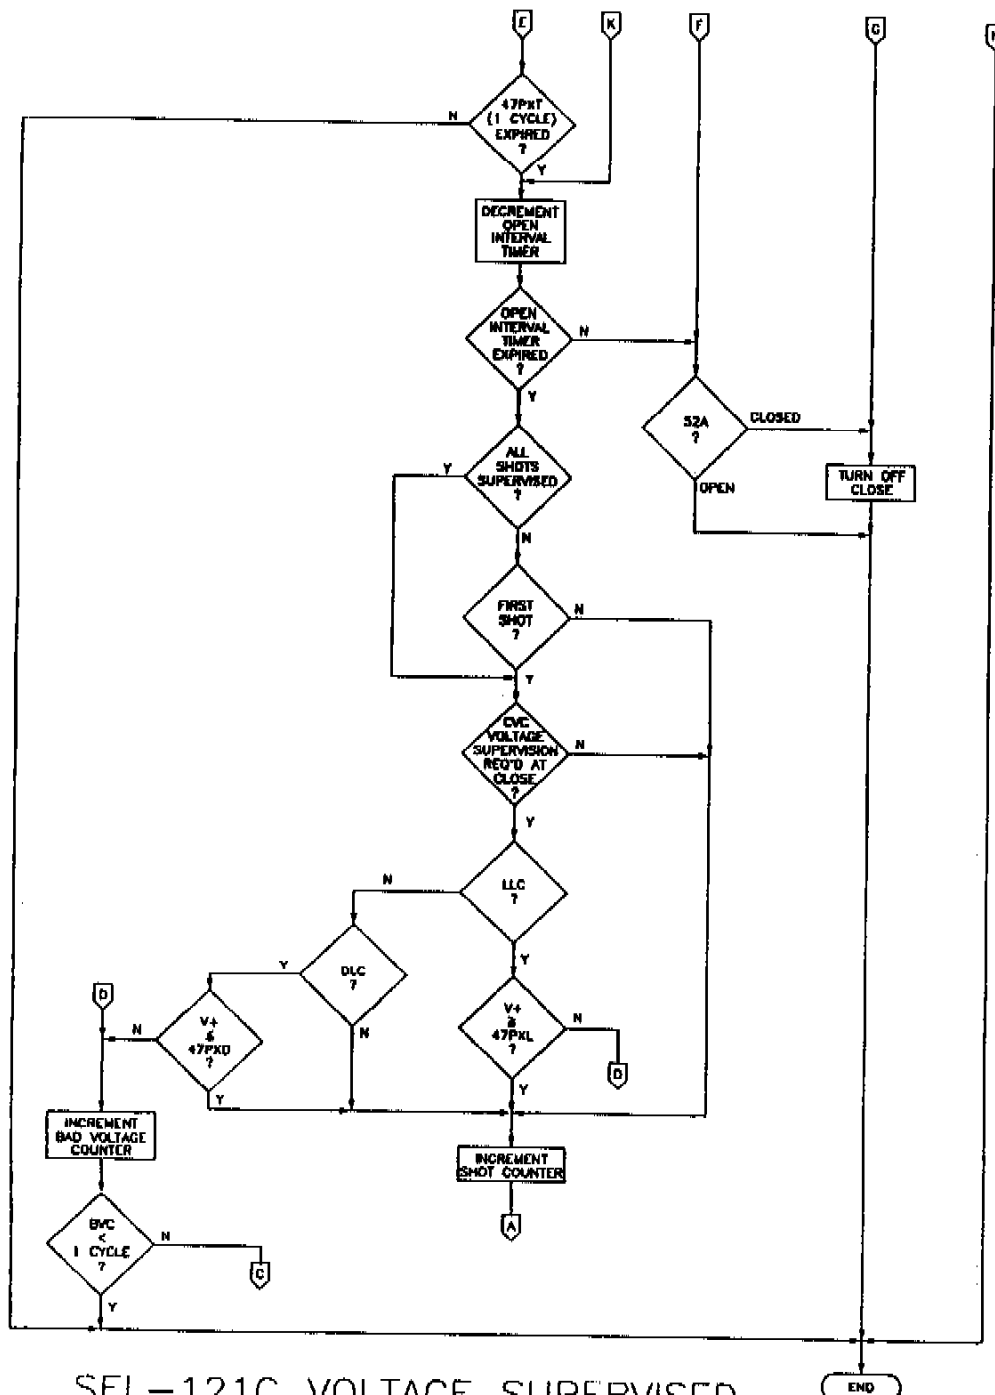 E
K
F
G
N
47PXT
(1 CYCLE)
EXPIRED
?
Y
DECREMENT
OPEN
INTERVAL
TIMER
OPEN
INTERVAL
TIMER
EXPIRED
?
N
Y
52A
?
CLOSED
OPEN
TURN OFF
CLOSE
ALL
SHOTS
SUPERVISED
?
Y
N
FIRST
SHOT
?
N
Y
CVC
VOLTAGE
SUPERVISION
REQ'D AT
CLOSE
?
N
Y
LLC
?
N
Y
DLC
?
Y
N
V+
&
47PXL
?
N
D
Y
D
V+
&
47PXD
?
N
Y
INCREMENT
BAD VOLTAGE
COUNTER
INCREMENT
SHOT COUNTER
A
BVC
<
1 CYCLE
?
N
C
Y
SEL-121C VOLTAGE SUPERVISED
END